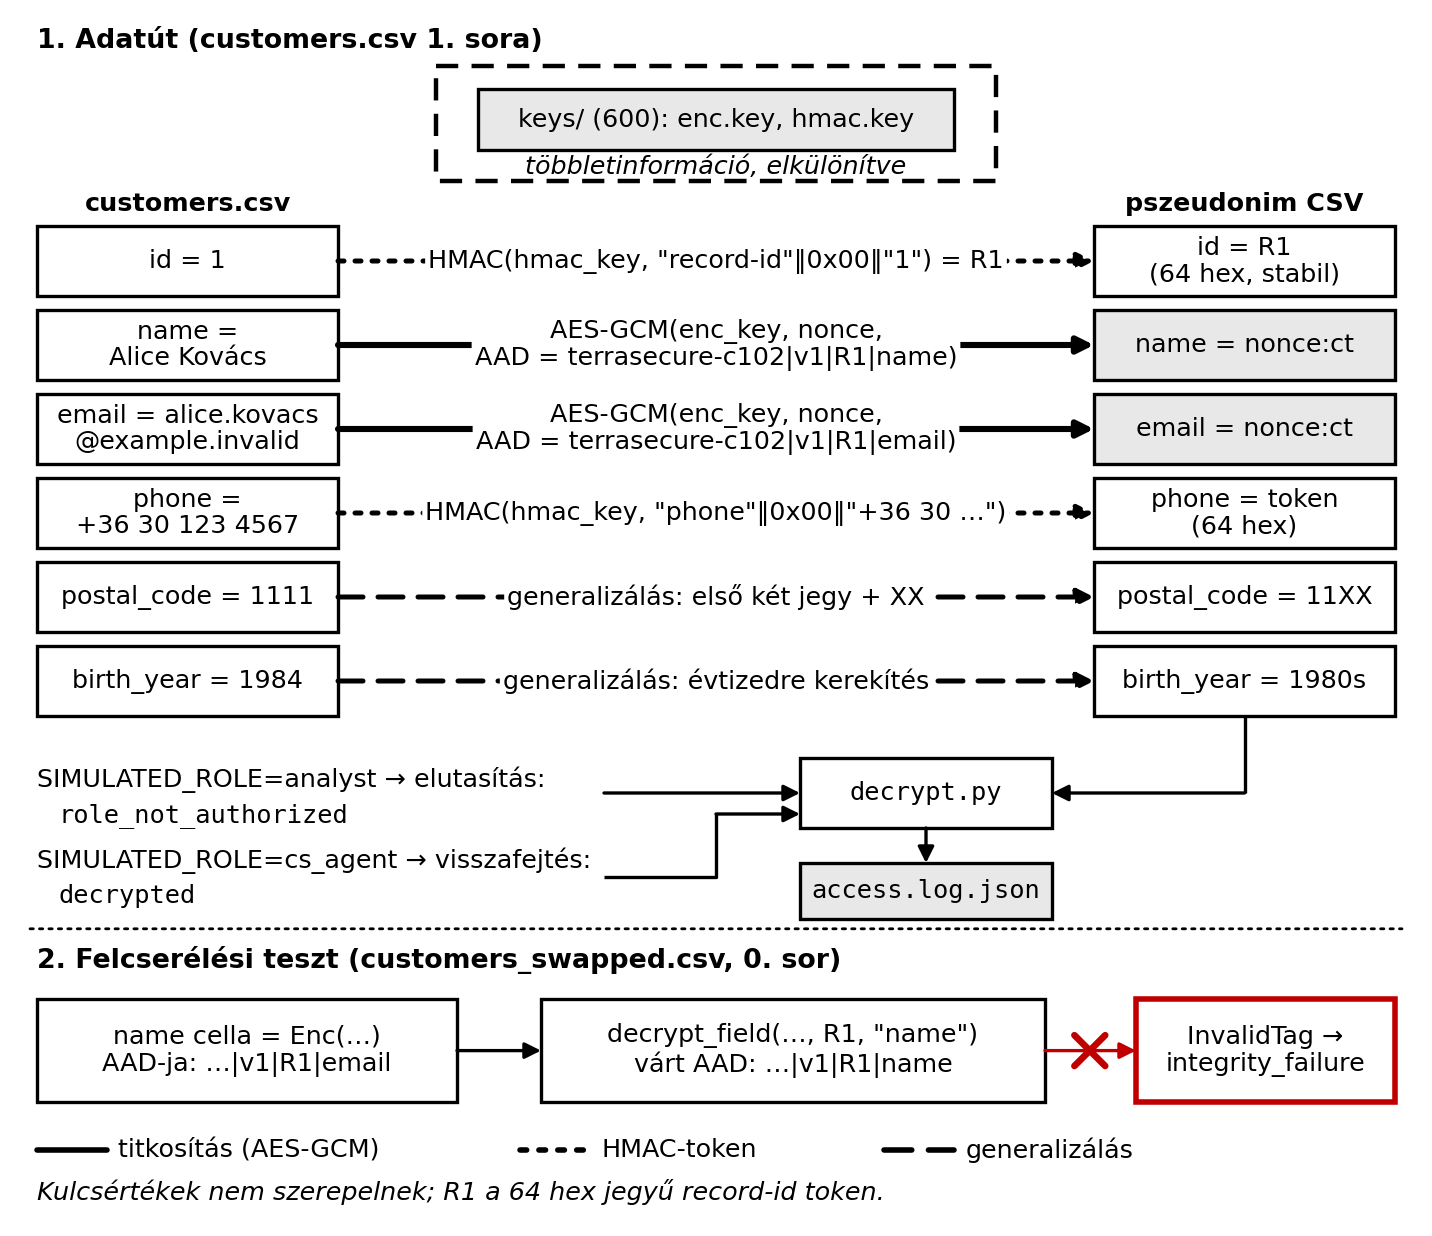 1. Adatút (customers.csv 1. sora)
keys/ (600): enc.key, hmac.key
többletinformáció, elkülönítve
customers.csv
pszeudonim CSV
id = 1
HMAC(hmac_key, "record-id"‖0x00‖"1") = R1
id = R1
(64 hex, stabil)
name =
Alice Kovács
AES-GCM(enc_key, nonce,
AAD = terrasecure-c102|v1|R1|name)
name = nonce:ct
email = alice.kovacs
@example.invalid
AES-GCM(enc_key, nonce,
AAD = terrasecure-c102|v1|R1|email)
email = nonce:ct
phone =
+36 30 123 4567
HMAC(hmac_key, "phone"‖0x00‖"+36 30 …")
phone = token
(64 hex)
postal_code = 1111
generalizálás: első két jegy + XX
postal_code = 11XX
birth_year = 1984
generalizálás: évtizedre kerekítés
birth_year = 1980s
SIMULATED_ROLE=analyst → elutasítás:
role_not_authorized
SIMULATED_ROLE=cs_agent → visszafejtés:
decrypted
decrypt.py
access.log.json
2. Felcserélési teszt (customers_swapped.csv, 0. sor)
name cella = Enc(…)
AAD-ja: …|v1|R1|email
decrypt_field(…, R1, "name")
várt AAD: …|v1|R1|name
InvalidTag →
integrity_failure
titkosítás (AES-GCM)
HMAC-token
generalizálás
Kulcsértékek nem szerepelnek; R1 a 64 hex jegyű record-id token.